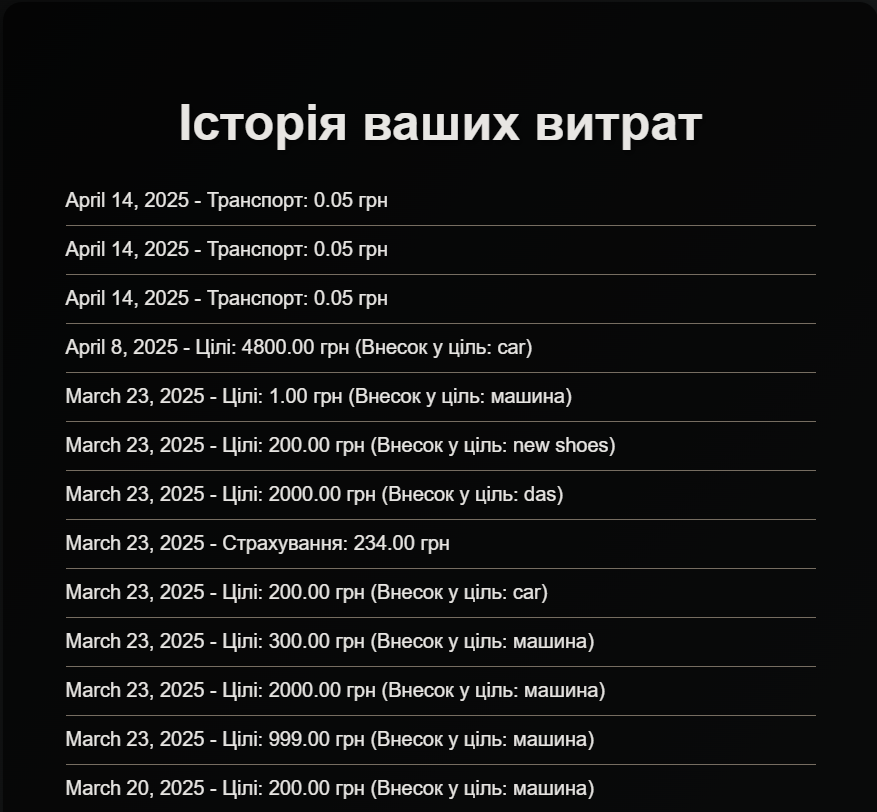 Історія ваших витрат
April 14, 2025 - Транспорт: 0.05 грн
April 14, 2025 - Транспорт: 0.05 грн
April 14, 2025 - Транспорт: 0.05 грн
April 8, 2025 - Цілі: 4800.00 грн (Внесок у ціль: car)
March 23, 2025 - Цілі: 1.00 грн (Внесок у ціль: машина)
March 23, 2025 - Цілі: 200.00 грн (Внесок у ціль: new shoes)
March 23, 2025 - Цілі: 2000.00 грн (Внесок у ціль: das)
March 23, 2025 - Страхування: 234.00 грн
March 23, 2025 - Цілі: 200.00 грн (Внесок у ціль: car)
March 23, 2025 - Цілі: 300.00 грн (Внесок у ціль: машина)
March 23, 2025 - Цілі: 2000.00 грн (Внесок у ціль: машина)
March 23, 2025 - Цілі: 999.00 грн (Внесок у ціль: машина)
March 20, 2025 - Цілі: 200.00 грн (Внесок у ціль: машина)